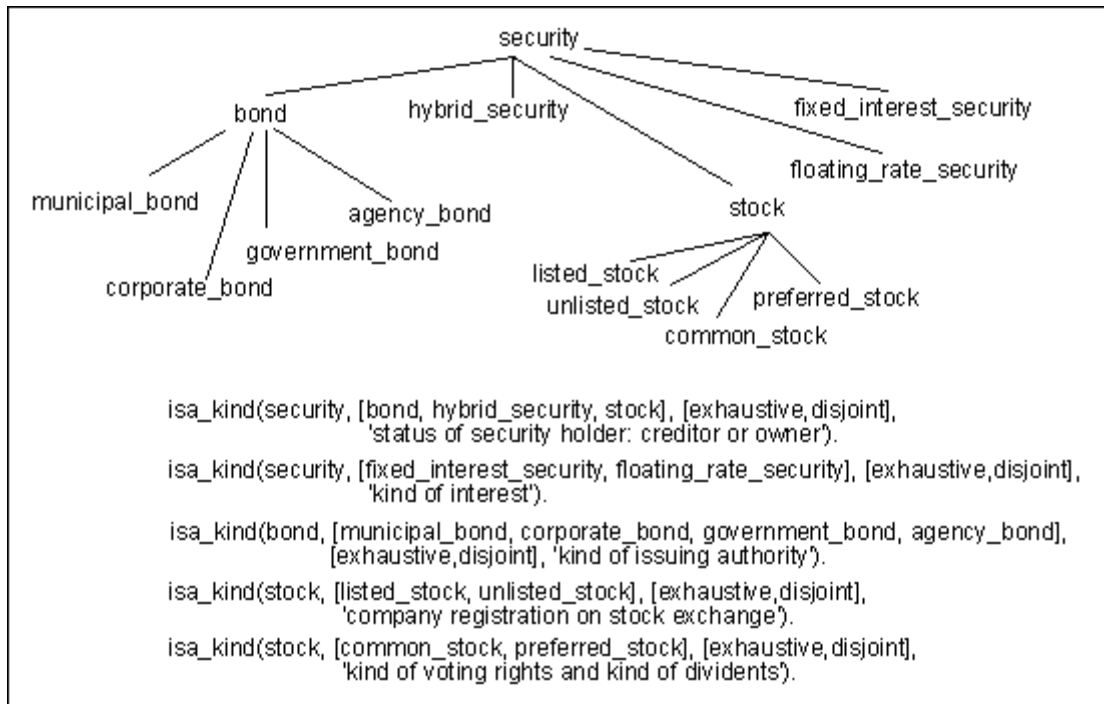 security
bond
hybrid_security
fixed_interest_security
floating_rate_security
municipal_bond
agency_bond
stock
government_bond
corporate_bond
listed_stock
unlisted_stock
preferred_stock
common_stock
isa_kind(security, [bond, hybrid_security, stock], [exhaustive,disjoint],
'status of security holder: creditor or owner').
isa_kind(security, [fixed_interest_security, floating_rate_security], [exhaustive,disjoint],
'kind of interest').
isa_kind(bond, [municipal_bond, corporate_bond, government_bond, agency_bond],
[exhaustive,disjoint], 'kind of issuing authority').
isa_kind(stock, [listed_stock, unlisted_stock], [exhaustive,disjoint],
'company registration on stock exchange').
isa_kind(stock, [common_stock, preferred_stock], [exhaustive,disjoint],
'kind of voting rights and kind of dividents').